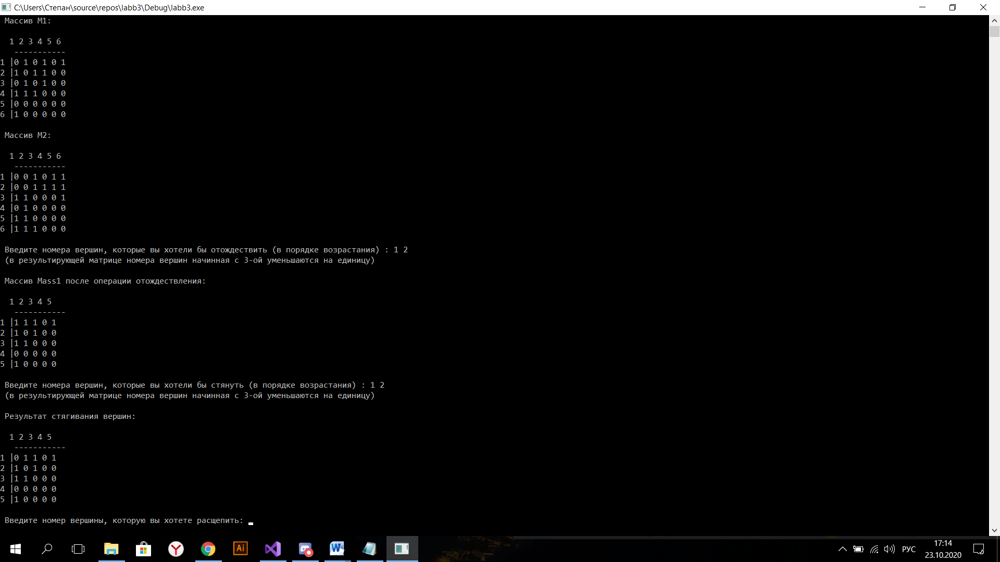 C:\Users\Степан\source\repos\labb3\Debug\labb3.exe
Массив М1:
1 2 3 4 5 6
-----------
1 |0 1 0 1 0 1
2 |1 0 1 1 0 0
3 |0 1 0 1 0 0
4 |1 1 1 0 0 0
5 |0 0 0 0 0 0
6 |1 0 0 0 0 0
Массив М2:
1 2 3 4 5 6
-----------
1 |0 0 1 0 1 1
2 |0 0 1 1 1 1
3 |1 1 0 0 0 1
4 |0 1 0 0 0 0
5 |1 1 0 0 0 0
6 |1 1 1 0 0 0
Введите номера вершин, которые вы хотели бы отождествить (в порядке возрастания) : 1 2
(в результирующей матрице номера вершин начинная с 3-ой уменьшаются на единицу)
Массив Mass1 после операции отождествления:
1 2 3 4 5
-----------
1 |1 1 1 0 1
2 |1 0 1 0 0
3 |1 1 0 0 0
4 |0 0 0 0 0
5 |1 0 0 0 0
Введите номера вершин, которые вы хотели бы стянуть (в порядке возрастания) : 1 2
(в результирующей матрице номера вершин начинная с 3-ой уменьшаются на единицу)
Результат стягивания вершин:
1 2 3 4 5
-----------
1 |0 1 1 0 1
2 |1 0 1 0 0
3 |1 1 0 0 0
4 |0 0 0 0 0
5 |1 0 0 0 0
Введите номер вершины, которую вы хотете расщепить:
Ai
РУС
17:14
23.10.2020